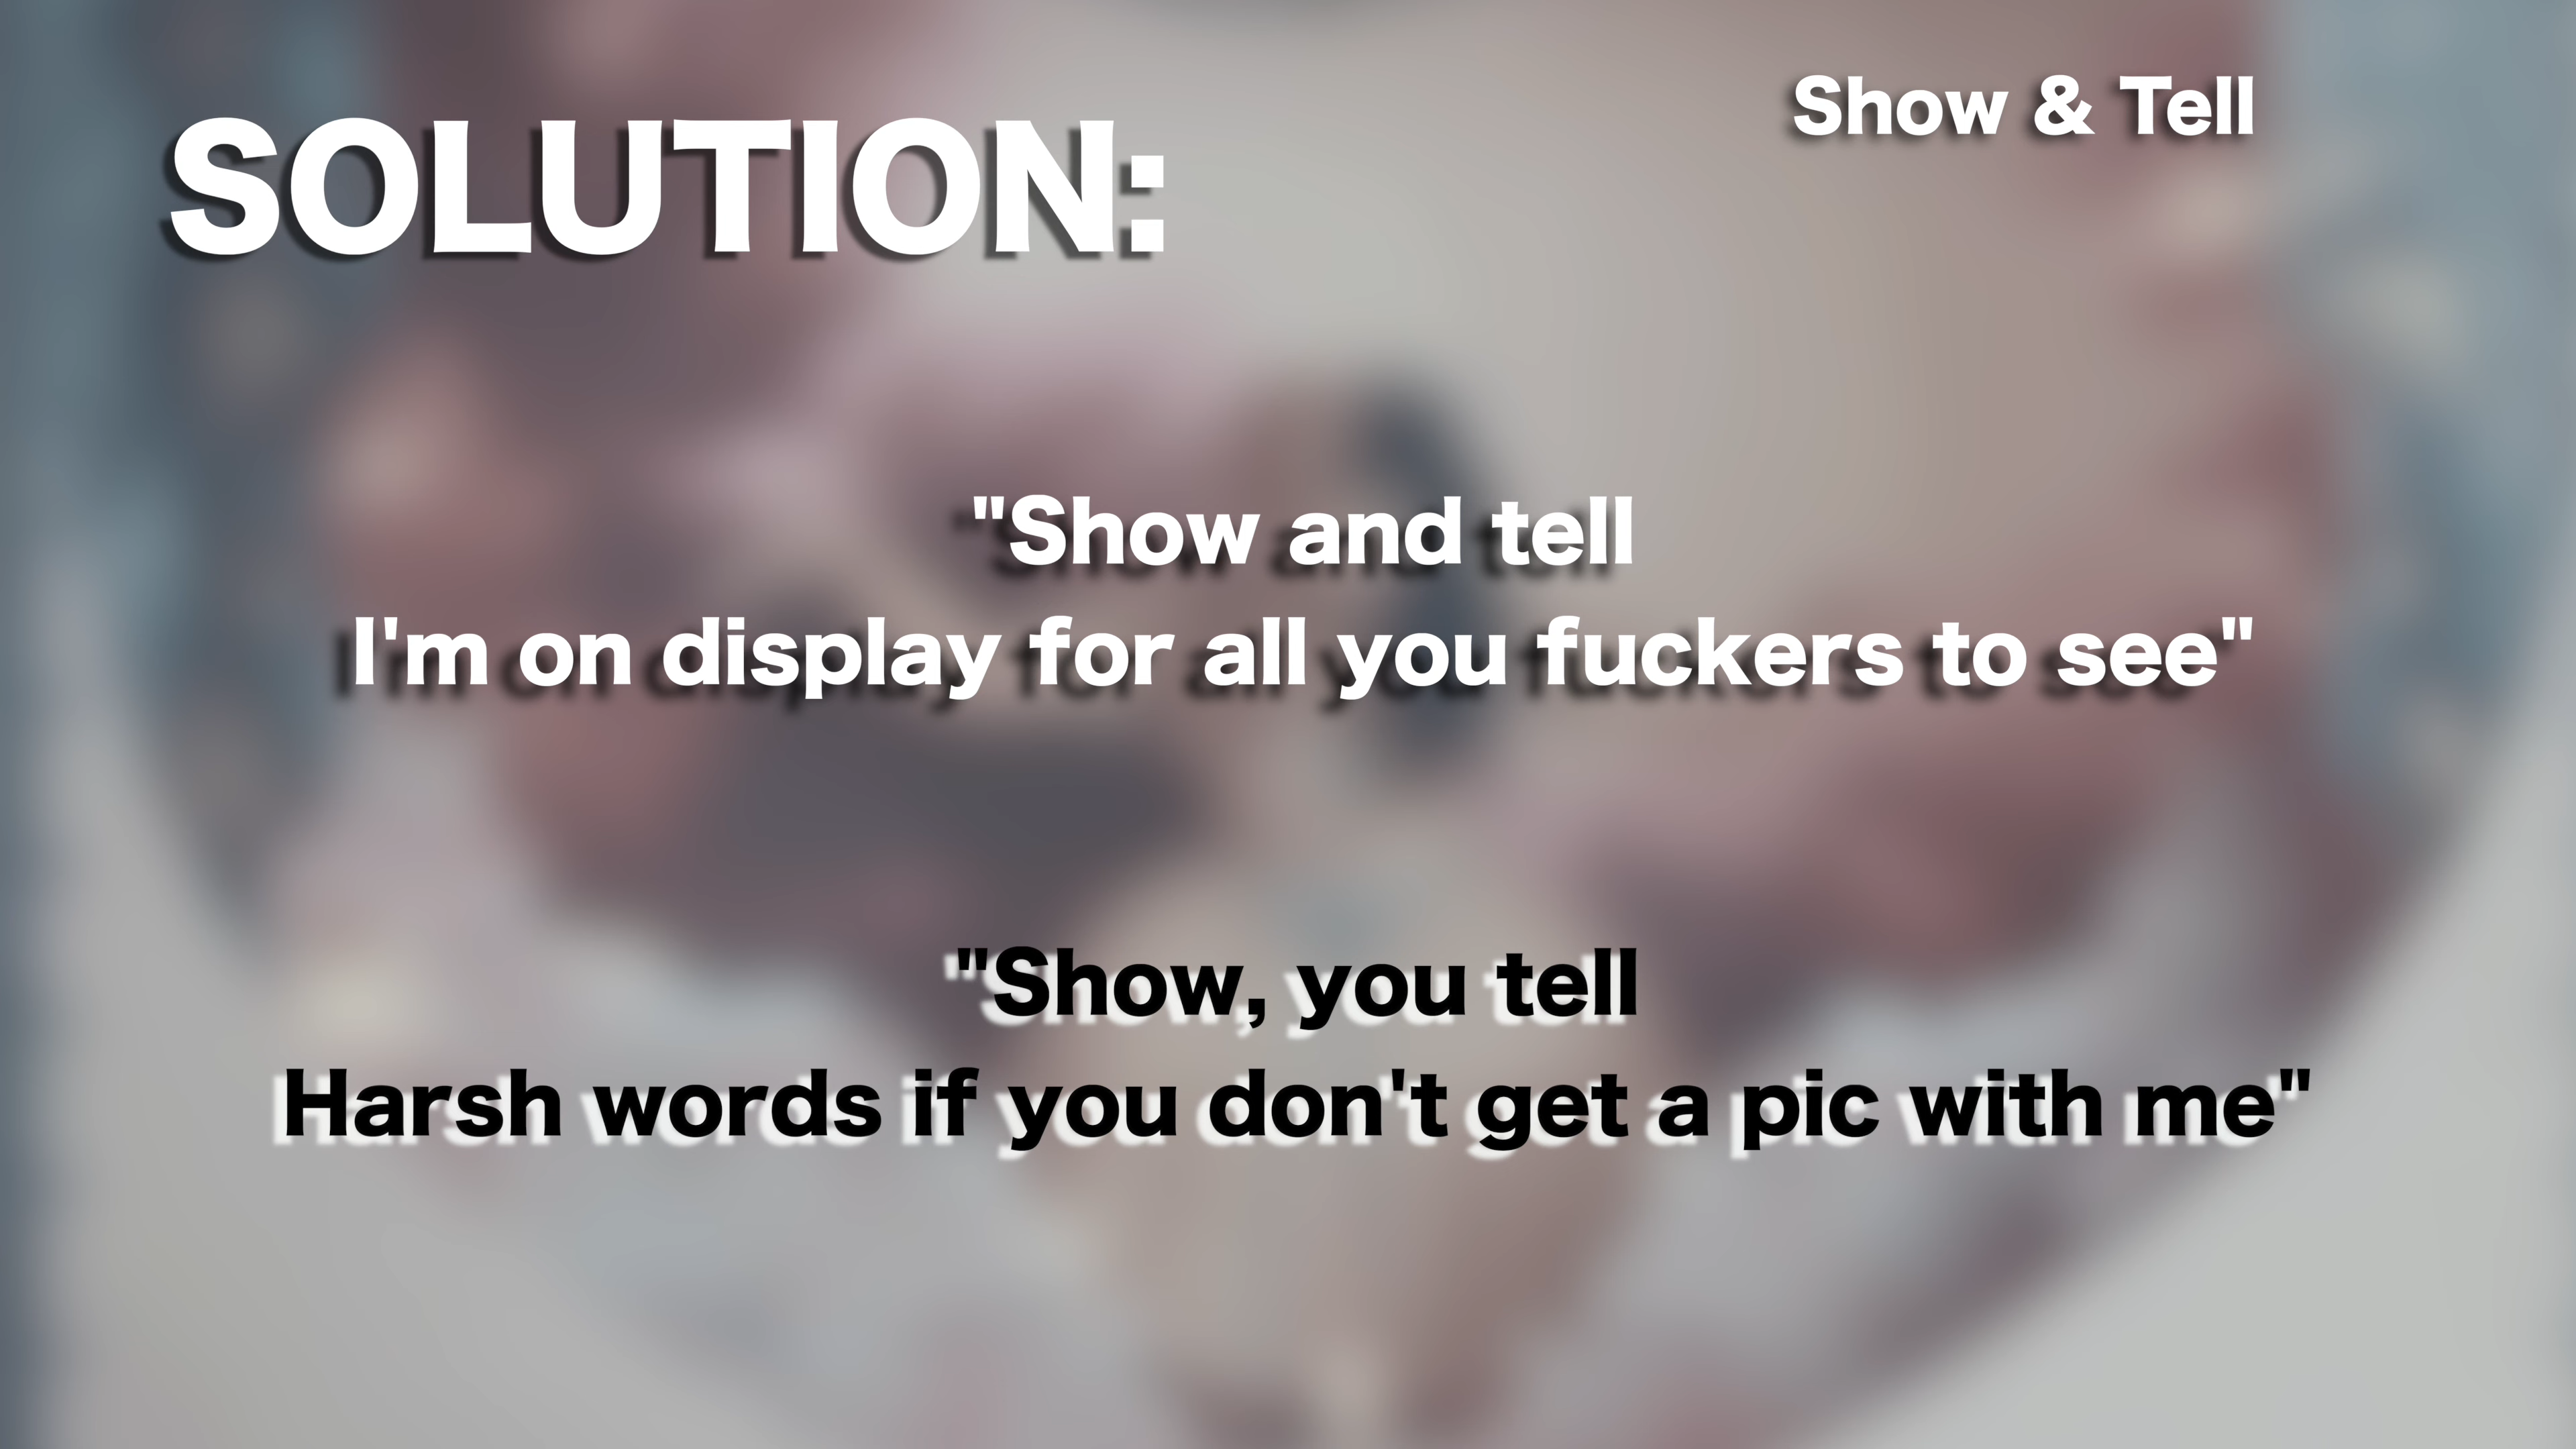 Show & Tell
SOLUTION:
"Show and tell
I'm on display for all you fuckers to see"
"Show, you tell
Harsh words if you don't get a pic with me"